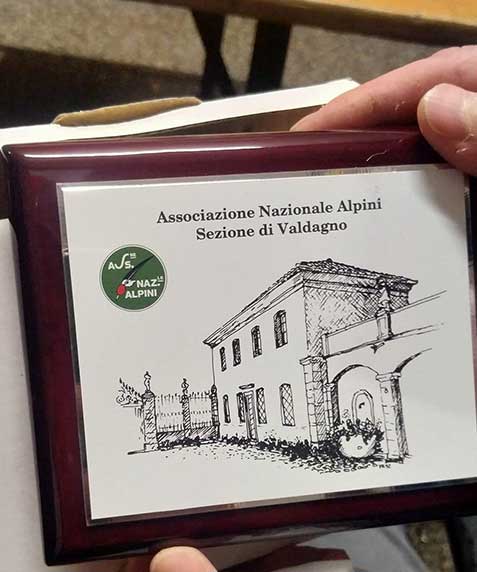 Associazione Nazionale Alpini
Sezione di Valdagno
Ass.ne
NAZ.LE
ALPINI